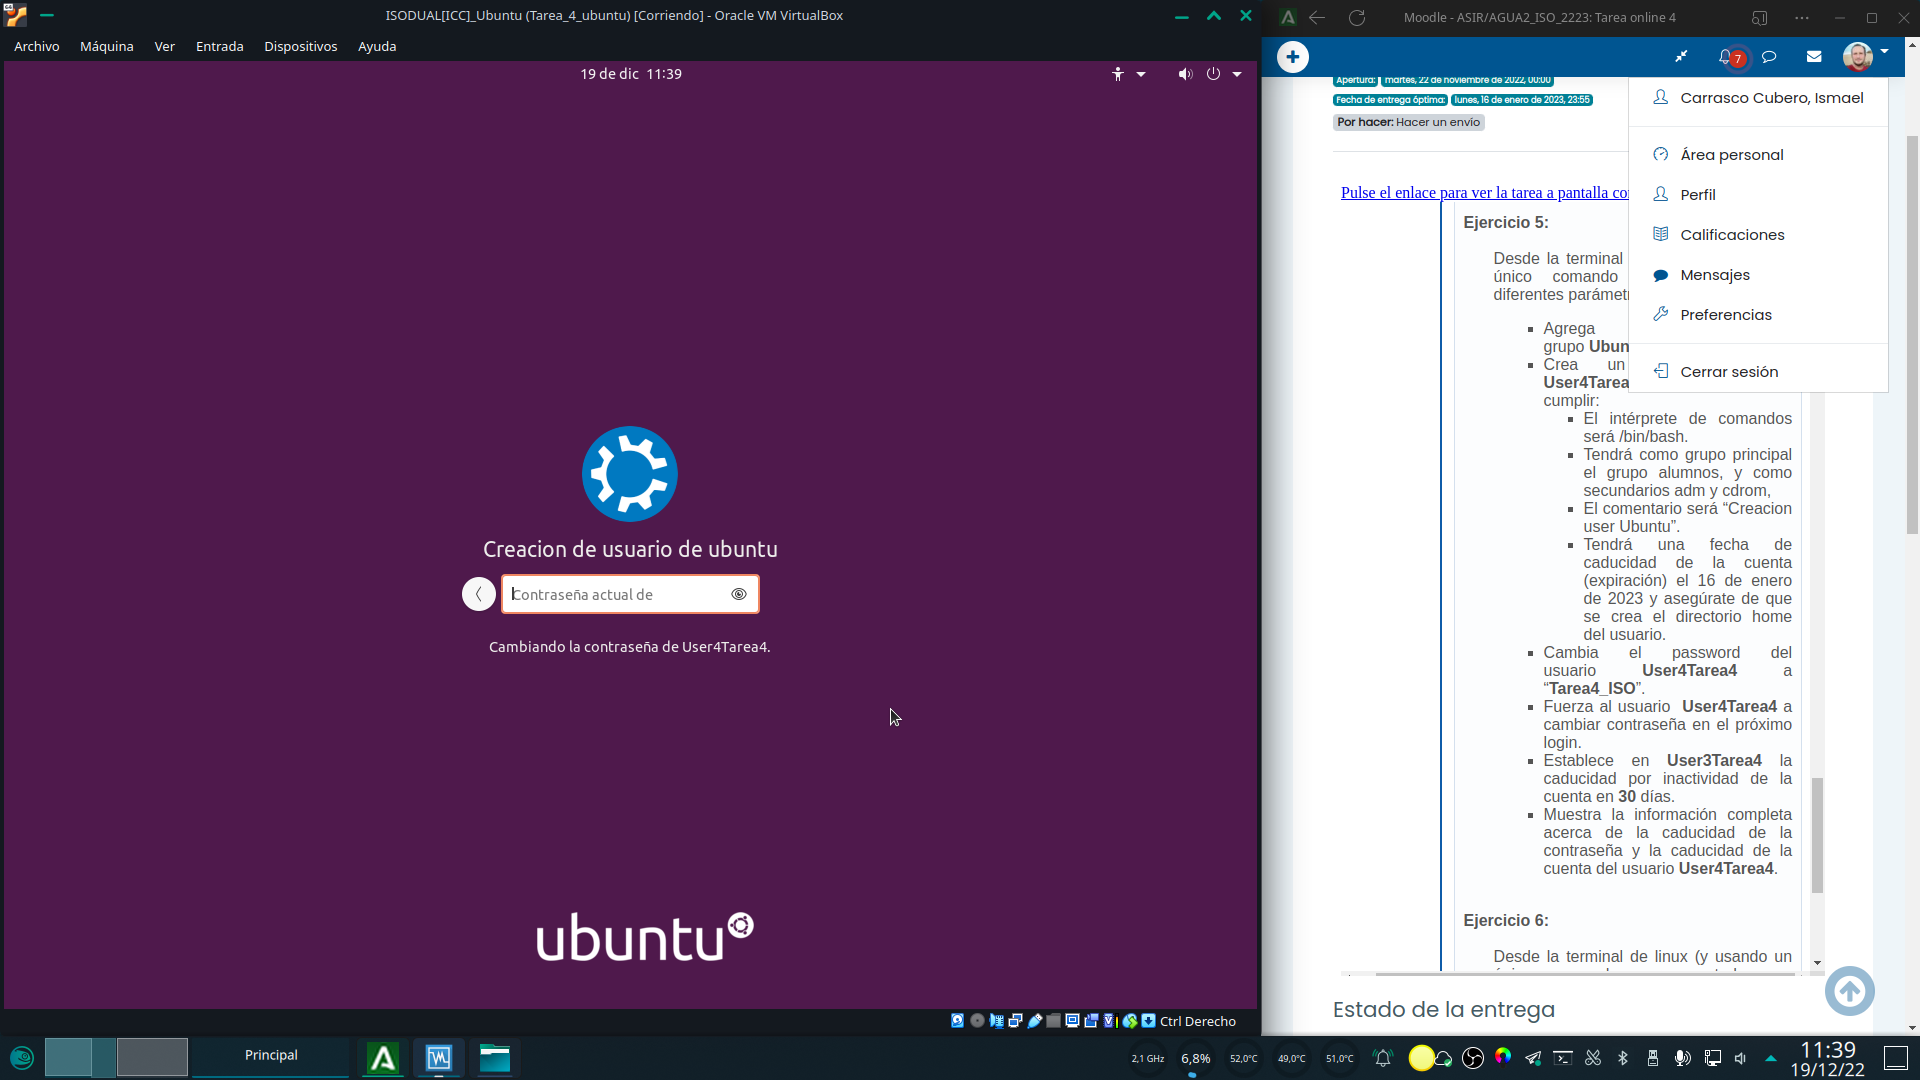 ISODUAL[ICC]_Ubuntu (Tarea_4_ubuntu) [Corriendo] - Oracle VM VirtualBox
Archivo Máquina Ver Entrada Dispositivos Ayuda
19 de dic 11:39
Creacion de usuario de ubuntu
Contraseña actual de
Cambiando la contraseña de User4Tarea4.
ubuntu
Ctrl Derecho
Moodle - ASIR/AGUA2_ISO_2223: Tarea online 4
7
Apertura: martes, 22 de noviembre de 2022, 00:00
Fecha de entrega óptima: lunes, 16 de enero de 2023, 23:55
Por hacer: Hacer un envío
Carrasco Cubero, Ismael
Área personal
Perfil
Calificaciones
Mensajes
Preferencias
Cerrar sesión
Pulse el enlace para ver la tarea a pantalla
Ejercicio 5:
Desde la terminal
único comando
diferentes
Agrega
grupo
Crea un
User4Tarea
cumplir:
El intérprete de comandos
será /bin/bash.
Tendrá como grupo principal
el grupo alumnos, y como
secundarios adm y cdrom,
El comentario será “Creacion
user Ubuntu”.
Tendrá una fecha de
caducidad de la cuenta
(expiración) el 16 de enero
de 2023 y asegúrate de que
se crea el directorio home
del usuario.
Cambia el password del
usuario User4Tarea4 a
“Tarea4_ISO”.
Fuerza al usuario User4Tarea4 a
cambiar contraseña en el próximo
login.
Establece en User3Tarea4 la
caducidad por inactividad de la
cuenta en 30 días.
Muestra la información completa
acerca de la caducidad de la
contraseña y la caducidad de la
cuenta del usuario User4Tarea4.
Ejercicio 6:
Desde la terminal de linux (y usando un
Estado de la entrega
Principal
2,1 GHz
6,8%
52,0°C
49,0°C
51,0°C
11:39
19/12/22